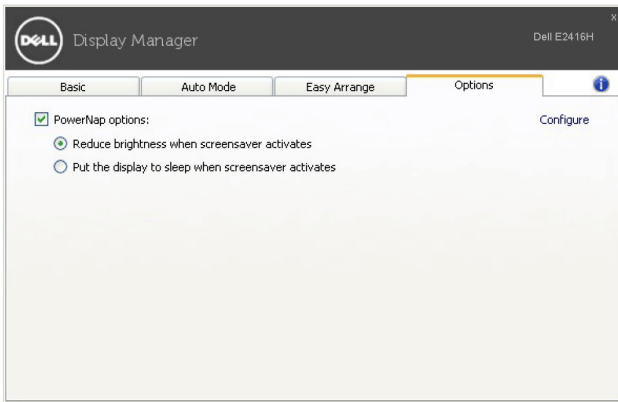 x
DELL Display Manager Dell E2416H
Basic Auto Mode Easy Arrange Options i
PowerNap options: Configure
Reduce brightness when screensaver activates
Put the display to sleep when screensaver activates